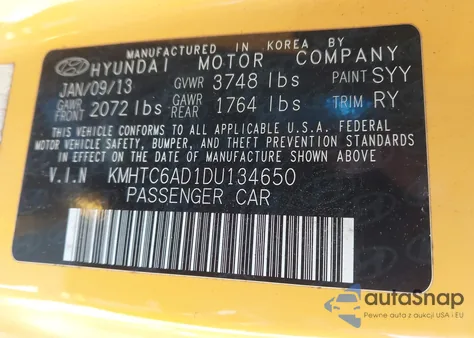 MANUFACTURED IN KOREA BY
HYUNDAI MOTOR COMPANY
JAN/09/13 GVWR 3748 lbs PAINT SYY
GAWR FRONT 2072 lbs GAWR REAR 1764 lbs TRIM RY
THIS VEHICLE CONFORMS TO ALL APPLICABLE U.S.A. FEDERAL
MOTOR VEHICLE SAFETY, BUMPER, AND THEFT PREVENTION STANDARDS
IN EFFECT ON THE DATE OF MANUFACTURE SHOWN ABOVE.
V.I.N KMHTC6AD1DU134650
PASSENGER CAR
autoSnap
Pewne auta z aukcji USA i EU